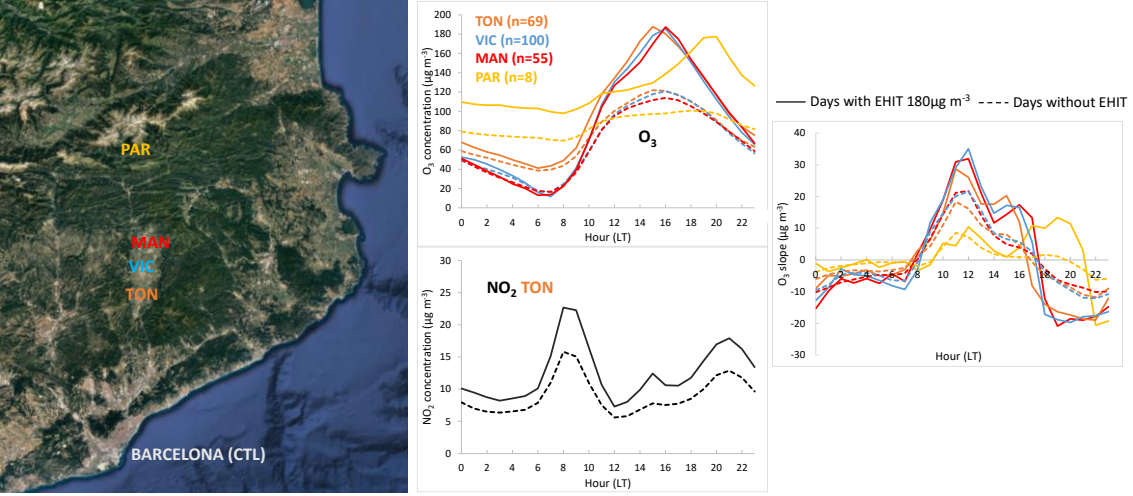 PAR
MAN
VIC
TON
BARCELONA (CTL)
O₃ concentration (µg m⁻³)
200
180
160
140
120
100
80
60
40
20
0
TON (n=69)
VIC (n=100)
MAN (n=55)
PAR (n=8)
O₃
0 2 4 6 8 10 12 14 16 18 20 22
Hour (LT)
NO₂ concentration (µg m⁻³)
30
25
20
15
10
5
0
NO₂ TON
0 2 4 6 8 10 12 14 16 18 20 22
Hour (LT)
Days with EHIT 180µg m⁻³
Days without EHIT
O₃ slope (µg m⁻³)
40
30
20
10
0
-10
-20
-30
0 2 4 6 8 10 12 14 16 18 20 22
Hour (LT)